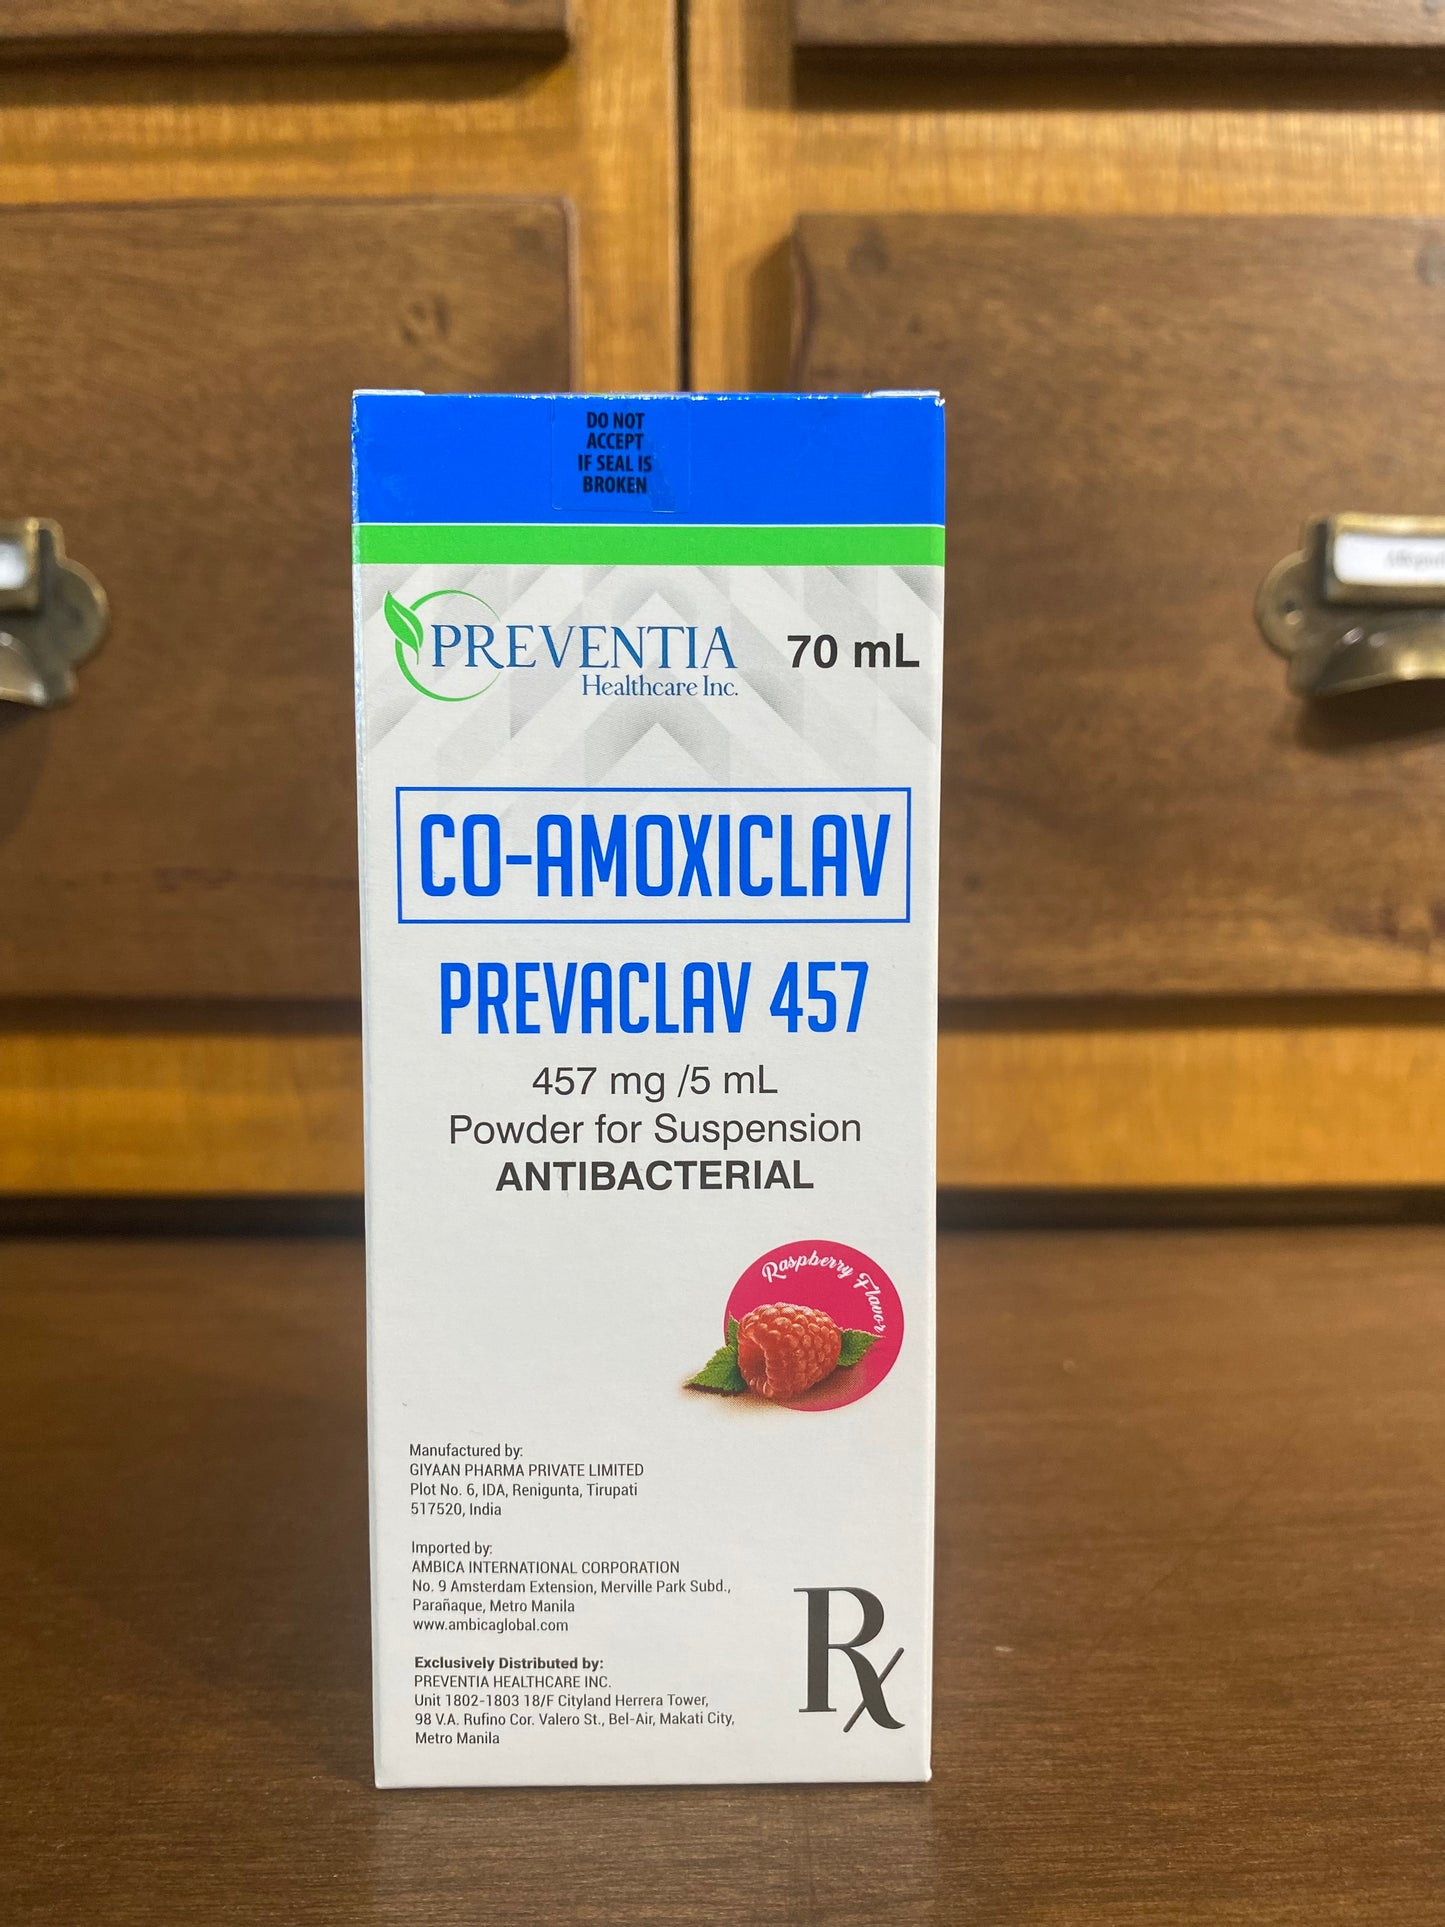 DO NOT
ACCEPT
IF SEAL IS
BROKEN
PREVENTIA
Healthcare Inc.
70 mL
CO-AMOXICLAV
PREVACLAV 457
457 mg /5 mL
Powder for Suspension
ANTIBACTERIAL
Raspberry Flavor
Manufactured by:
GIYAAN PHARMA PRIVATE LIMITED
Plot No. 6, IDA, Renigunta, Tirupati
517520, India
Imported by:
AMBICA INTERNATIONAL CORPORATION
No. 9 Amsterdam Extension, Merville Park Subd.,
Parañaque, Metro Manila
www.ambicaglobal.com
Exclusively Distributed by:
PREVENTIA HEALTHCARE INC.
Unit 1802-1803 18/F Cityland Herrera Tower,
98 V.A. Rufino Cor. Valero St., Bel-Air, Makati City,
Metro Manila
Rx